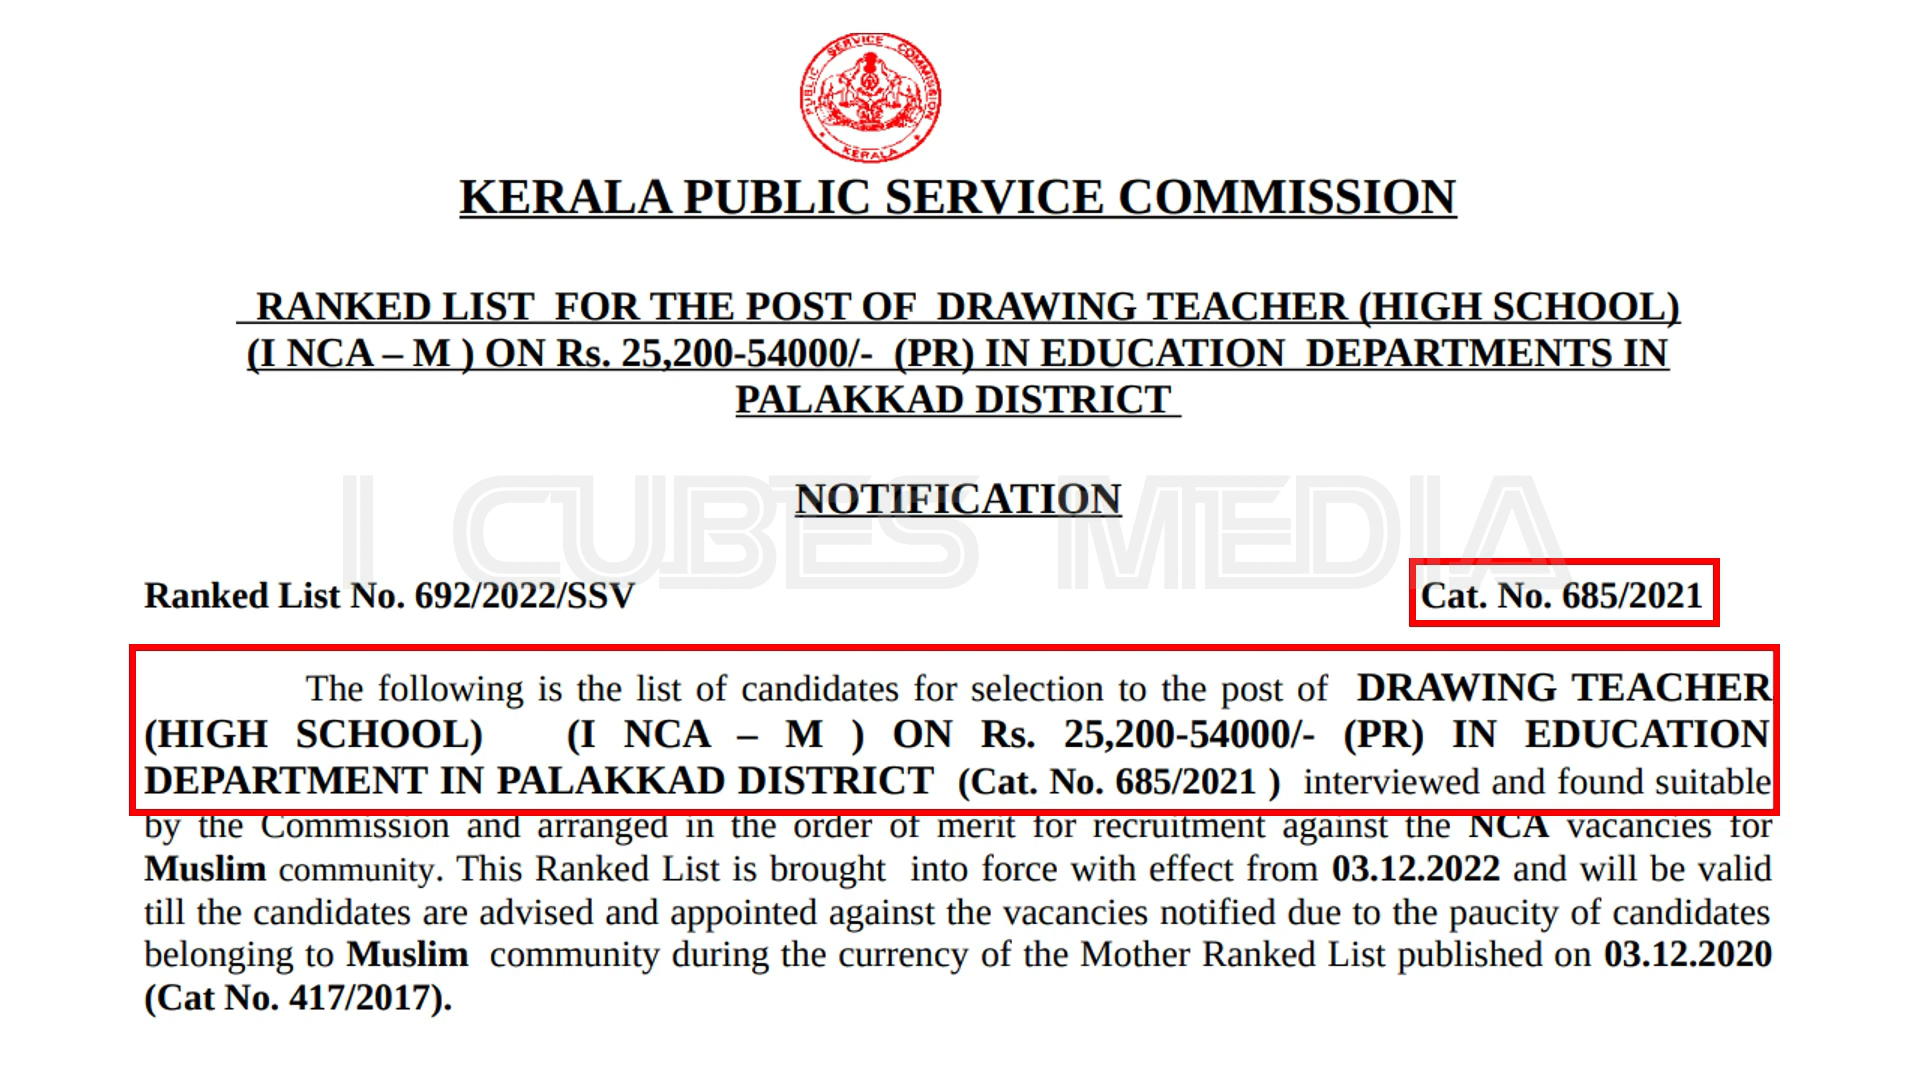 PUBLIC SERVICE COMMISSION
KERALA
KERALA PUBLIC SERVICE COMMISSION
RANKED LIST FOR THE POST OF DRAWING TEACHER (HIGH SCHOOL)
(I NCA – M ) ON Rs. 25,200-54000/- (PR) IN EDUCATION DEPARTMENTS IN
PALAKKAD DISTRICT
NOTIFICATION
I CUBES MEDIA
Ranked List No. 692/2022/SSV Cat. No. 685/2021
The following is the list of candidates for selection to the post of DRAWING TEACHER
(HIGH SCHOOL) (I NCA – M ) ON Rs. 25,200-54000/- (PR) IN EDUCATION
DEPARTMENT IN PALAKKAD DISTRICT (Cat. No. 685/2021 ) interviewed and found suitable
by the Commission and arranged in the order of merit for recruitment against the NCA vacancies for
Muslim community. This Ranked List is brought into force with effect from 03.12.2022 and will be valid
till the candidates are advised and appointed against the vacancies notified due to the paucity of candidates
belonging to Muslim community during the currency of the Mother Ranked List published on 03.12.2020
(Cat No. 417/2017).